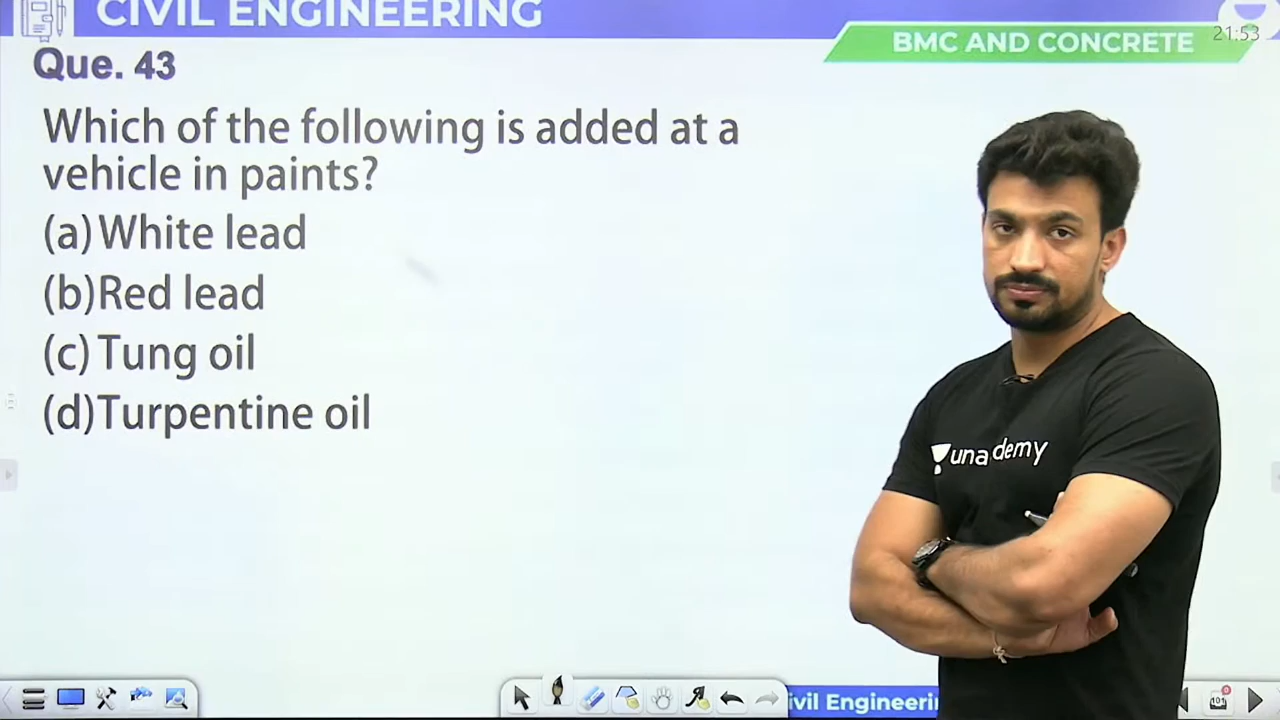 CIVIL ENGINEERING
21:53
BMC AND CONCRETE
Que. 43
Which of the following is added at a
vehicle in paints?
(a) White lead
(b) Red lead
(c) Tung oil
(d) Turpentine oil
unademy
ivil Engineeri
101